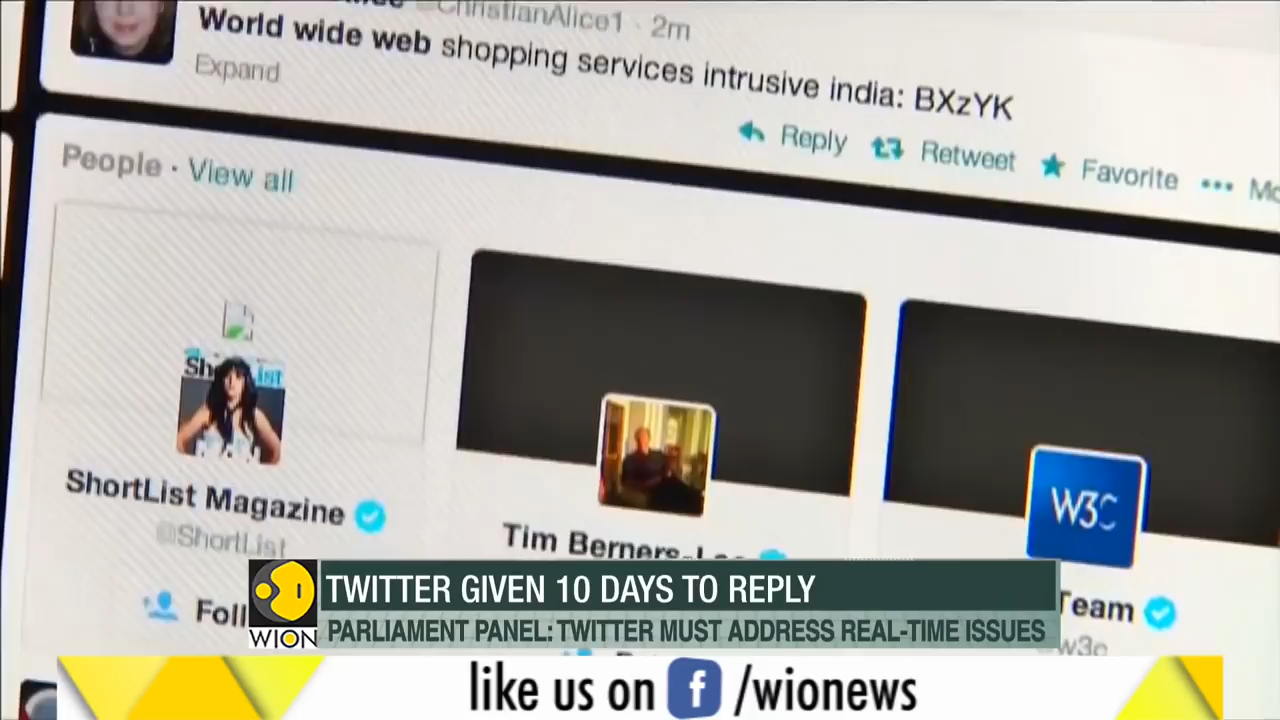 @ChristianAlice1 · 2m
World wide web shopping services intrusive india: BXzYK
Expand
Reply Retweet Favorite
People · View all
ShortList
ShortList Magazine
@ShortList
Tim Berners-Lee
W3C
Team
w3c
Foll
TWITTER GIVEN 10 DAYS TO REPLY
WION
PARLIAMENT PANEL: TWITTER MUST ADDRESS REAL-TIME ISSUES
like us on f /wionews